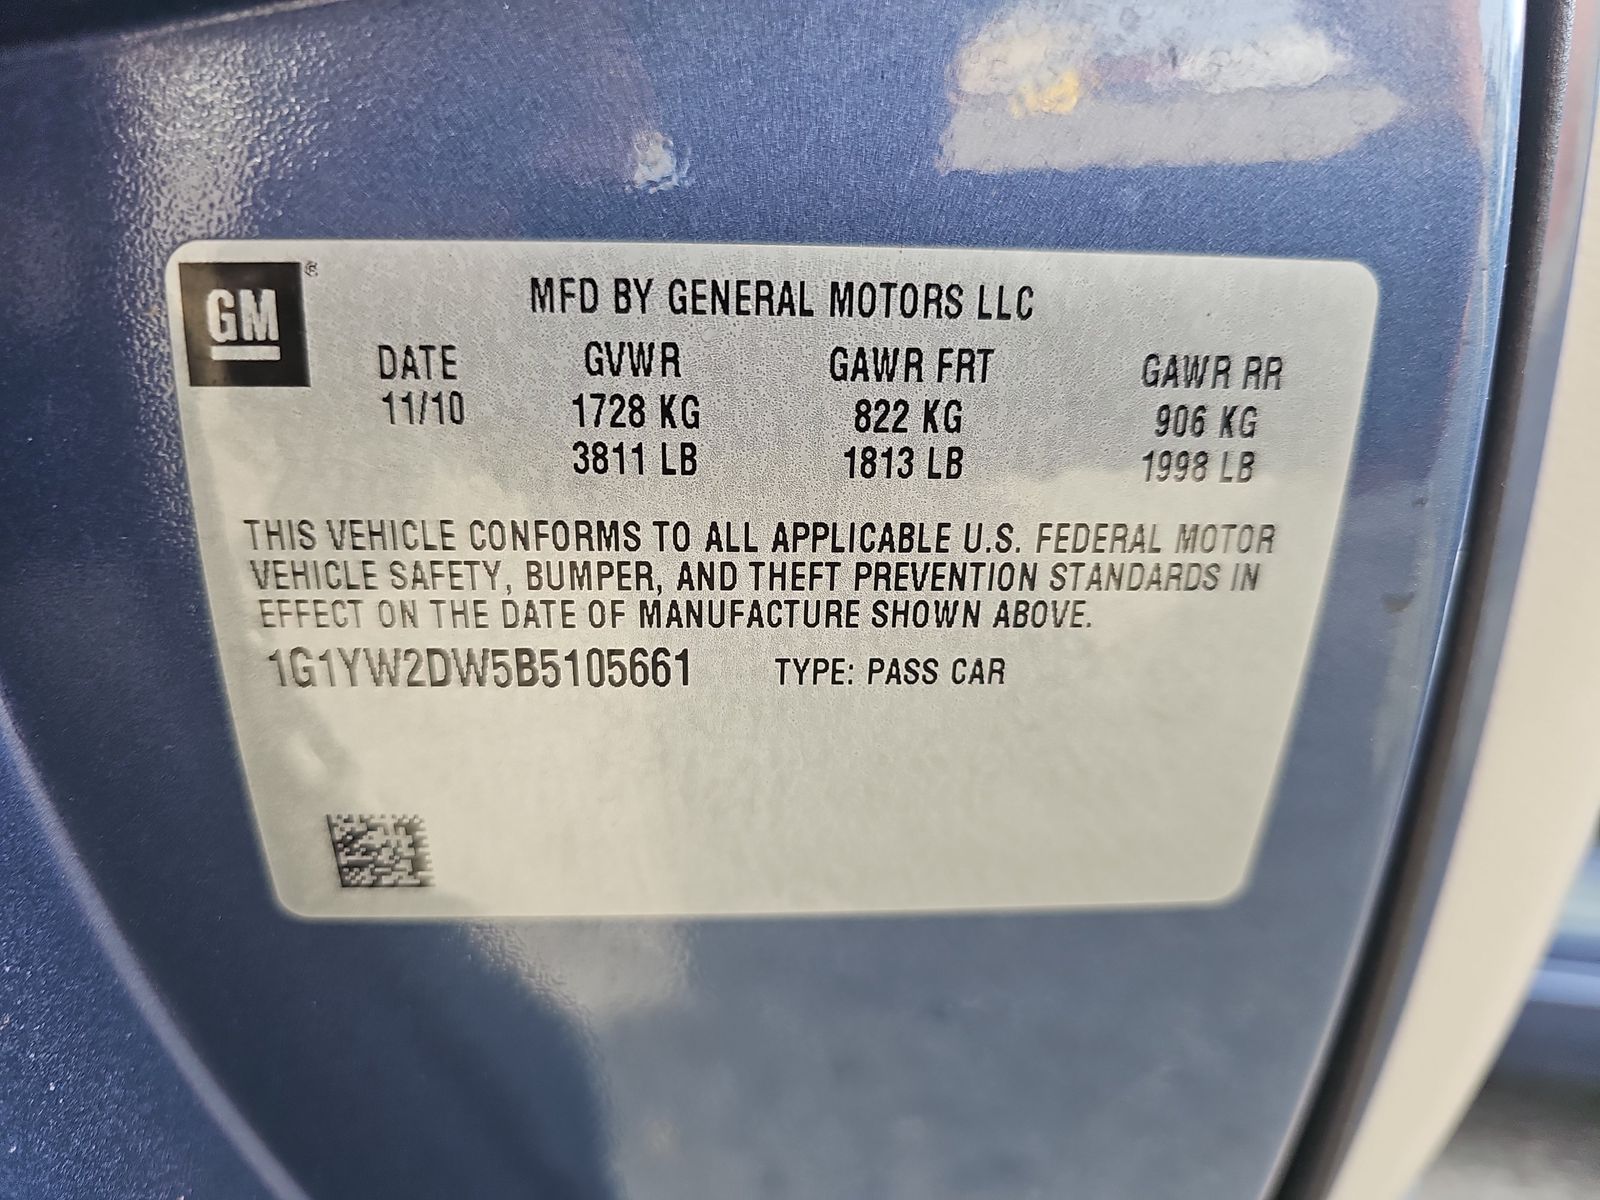 GM®
MFD BY GENERAL MOTORS LLC
DATE GVWR GAWR FRT GAWR RR
11/10 1728 KG 822 KG 906 KG
3811 LB 1813 LB 1998 LB
THIS VEHICLE CONFORMS TO ALL APPLICABLE U.S. FEDERAL MOTOR
VEHICLE SAFETY, BUMPER, AND THEFT PREVENTION STANDARDS IN
EFFECT ON THE DATE OF MANUFACTURE SHOWN ABOVE.
1G1YW2DW5B5105661 TYPE: PASS CAR